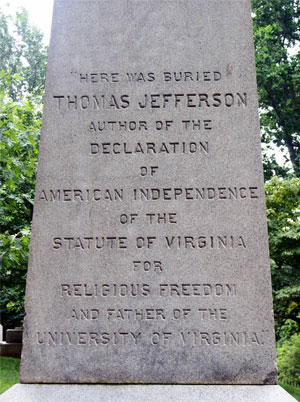 "HERE WAS BURIED
THOMAS JEFFERSON
AUTHOR OF THE
DECLARATION
OF
AMERICAN INDEPENDENCE
OF THE
STATUTE OF VIRGINIA
FOR
RELIGIOUS FREEDOM
AND FATHER OF THE
UNIVERSITY OF VIRGINIA."